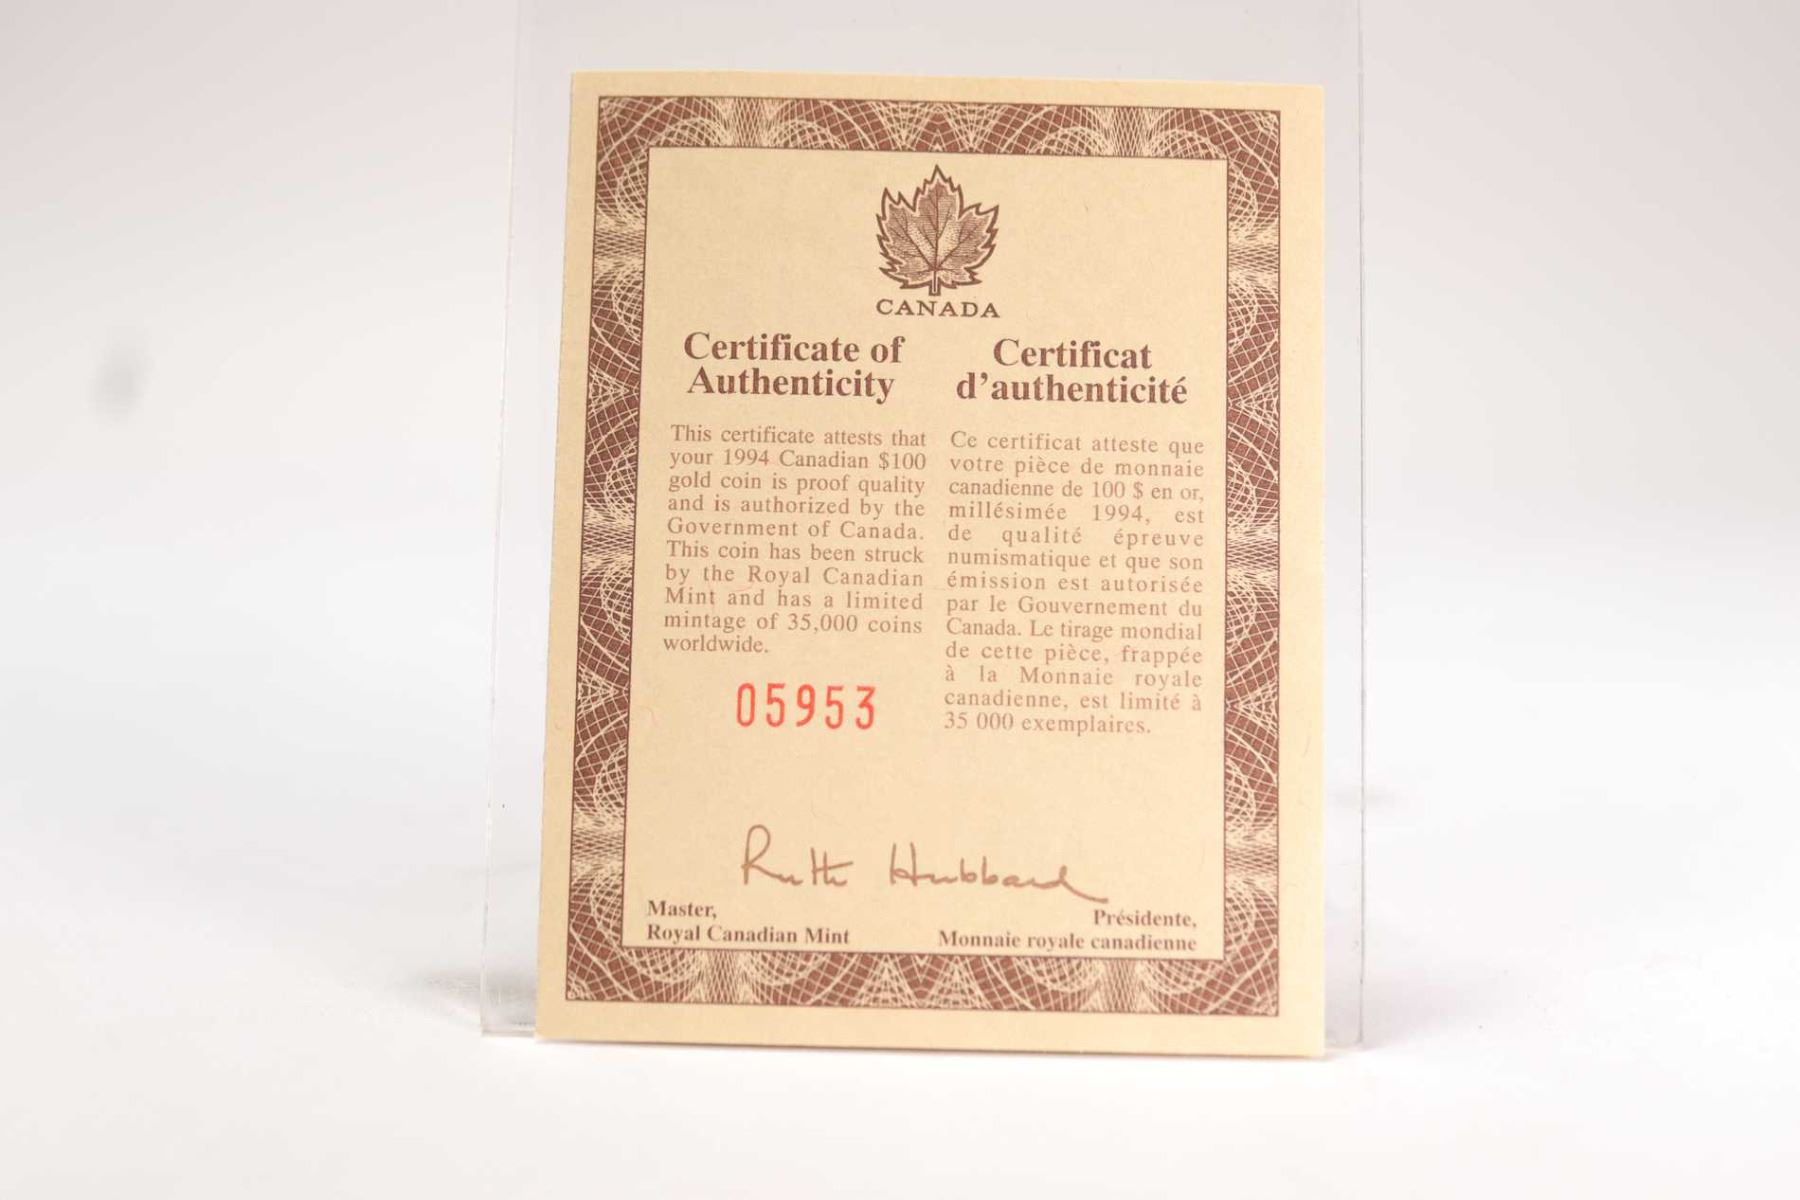 CANADA
Certificate of
Authenticity
This certificate attests that
your 1994 Canadian $100
gold coin is proof quality
and is authorized by the
Government of Canada.
This coin has been struck
by the Royal Canadian
Mint and has a limited
mintage of 35,000 coins
worldwide.
05953
Certificat
d’authenticité
Ce certificat atteste que
votre pièce de monnaie
canadienne de 100 $ en or,
millésimée 1994, est
de qualité épreuve
numismatique et que son
émission est autorisée
par le Gouvernement du
Canada. Le tirage mondial
de cette pièce, frappée
à la Monnaie royale
canadienne, est limité à
35 000 exemplaires.
Ruth Hubbard
Master,
Royal Canadian Mint
Présidente,
Monnaie royale canadienne